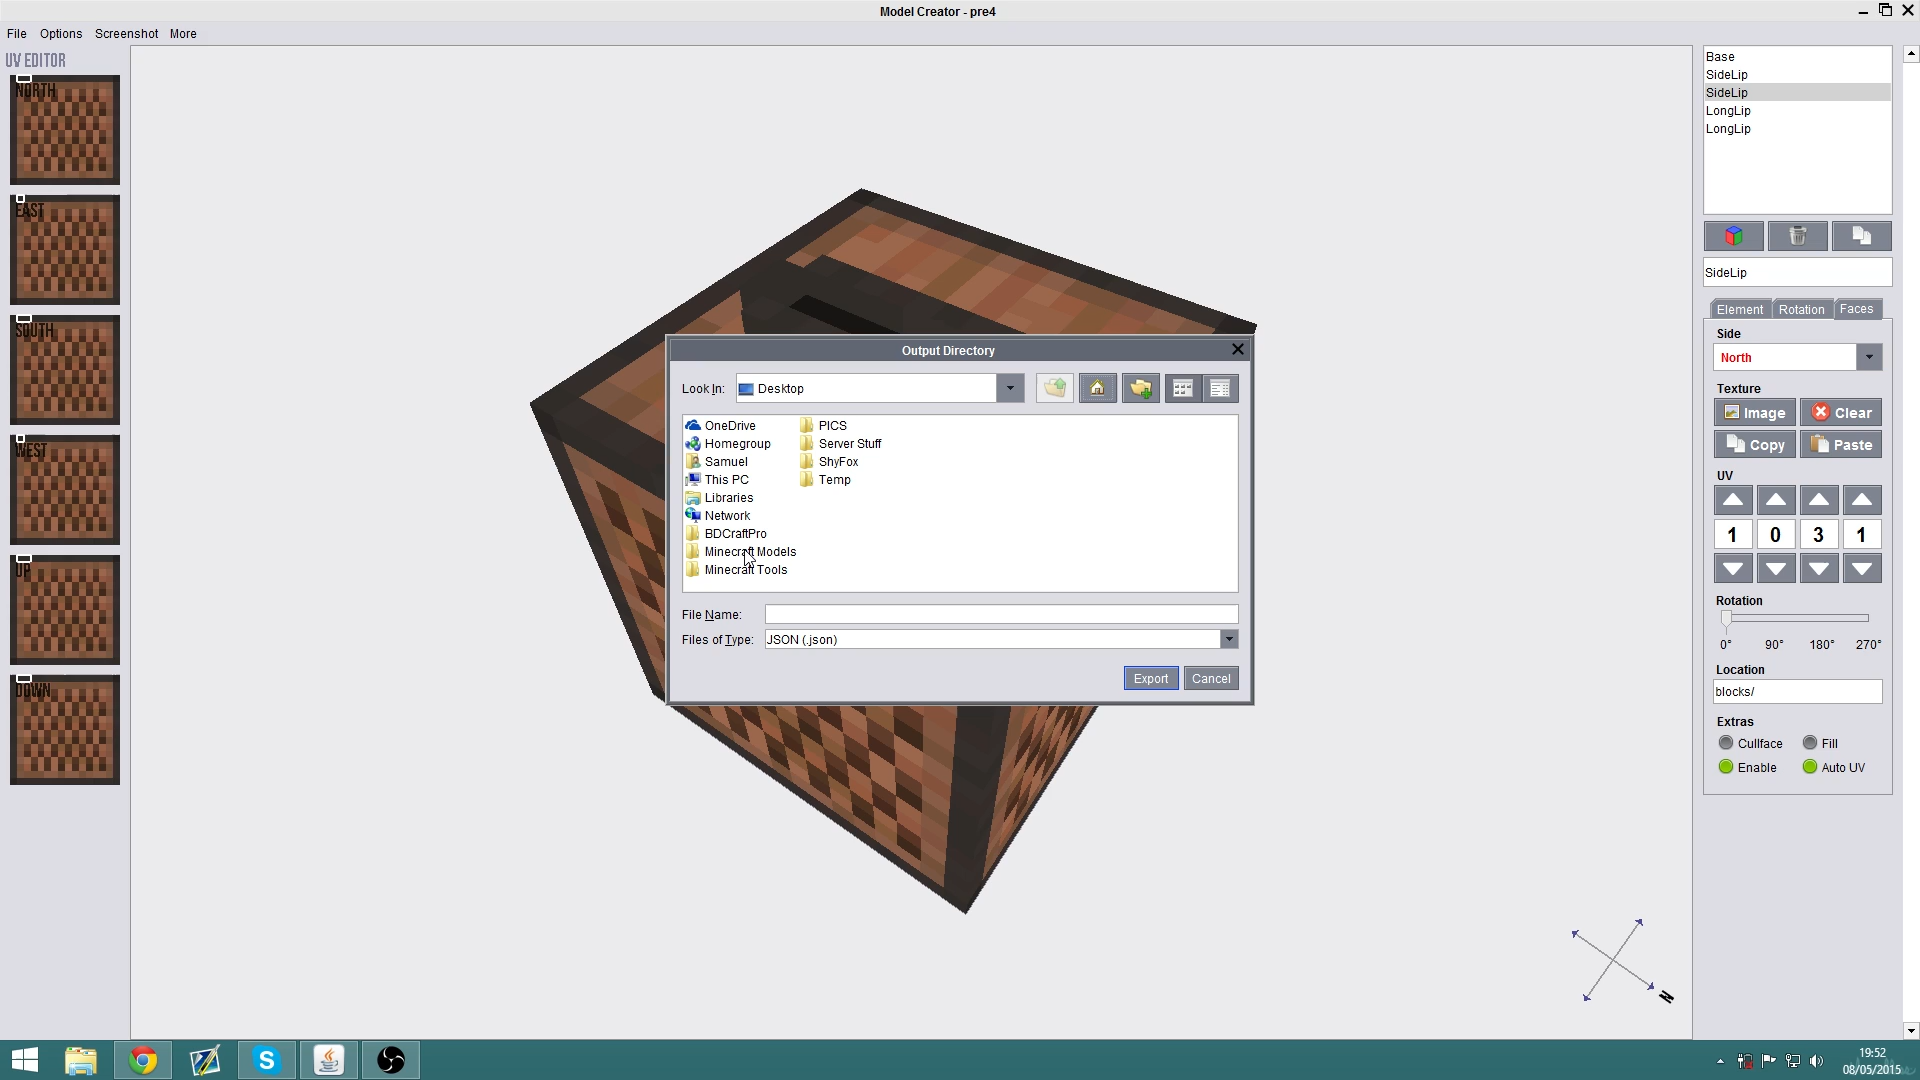 Model Creator - pre4
File Options Screenshot More
UV EDITOR
NORTH
EAST
SOUTH
WEST
UP
DOWN
Output Directory
Look In: Desktop
OneDrive
Homegroup
Samuel
This PC
Libraries
Network
BDCraftPro
Minecraft Models
Minecraft Tools
PICS
Server Stuff
ShyFox
Temp
File Name:
Files of Type: JSON (.json)
Export Cancel
Base
SideLip
SideLip
LongLip
LongLip
SideLip
Element Rotation Faces
Side
North
Texture
Image Clear
Copy Paste
UV
1 0 3 1
Rotation
0° 90° 180° 270°
Location
blocks/
Extras
Cullface Fill
Enable Auto UV
N
19:52
08/05/2015